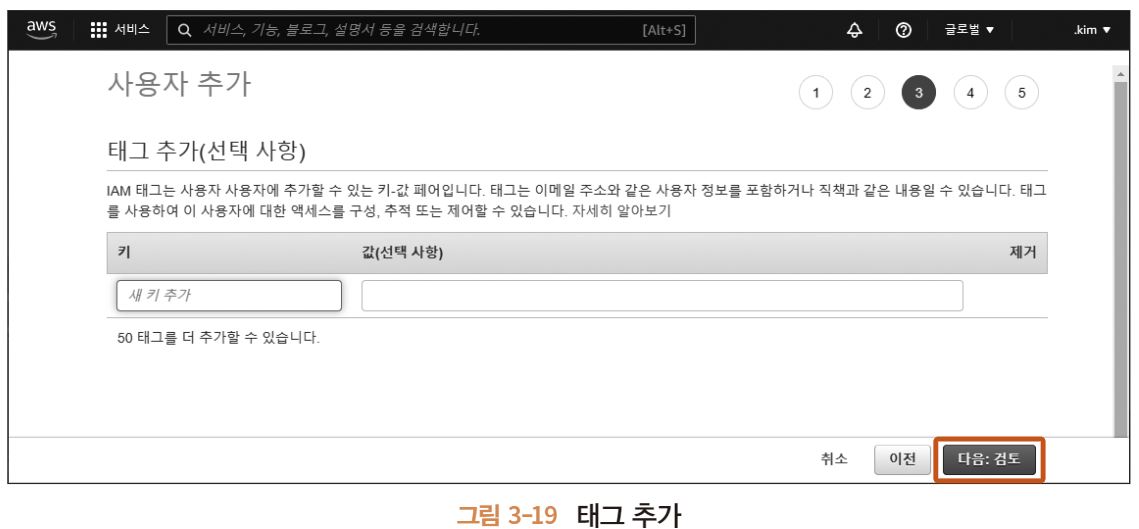 aws 서비스 서비스, 기능, 블로그, 설명서 등을 검색합니다. [Alt+S] 글로벌 ▼ .kim ▼
사용자 추가 1 2 3 4 5
태그 추가(선택 사항)
IAM 태그는 사용자 사용자에 추가할 수 있는 키-값 페어입니다. 태그는 이메일 주소와 같은 사용자 정보를 포함하거나 직책과 같은 내용일 수 있습니다. 태그
를 사용하여 이 사용자에 대한 액세스를 구성, 추적 또는 제어할 수 있습니다. 자세히 알아보기
키 값(선택 사항) 제거
새 키 추가
50 태그를 더 추가할 수 있습니다.
취소 이전 다음: 검토
그림 3-19 태그 추가